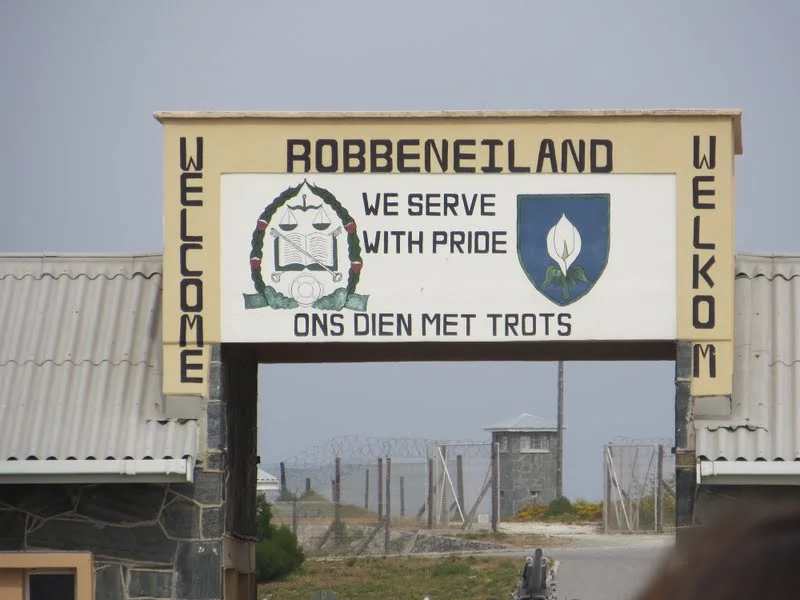 ROBBENEILAND
WELCOME
WE SERVE
WITH PRIDE
ONS DIEN MET TROTS
WELKOM